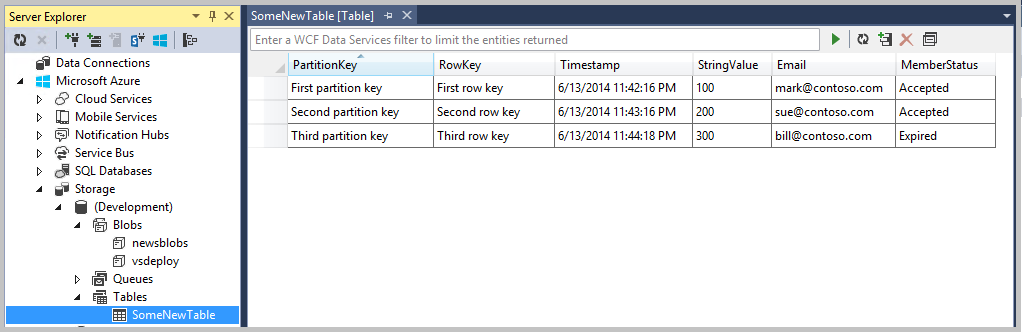 Server Explorer
Data Connections
Microsoft Azure
Cloud Services
Mobile Services
Notification Hubs
Service Bus
SQL Databases
Storage
(Development)
Blobs
newsblobs
vsdeploy
Queues
Tables
SomeNewTable
SomeNewTable [Table]
Enter a WCF Data Services filter to limit the entities returned
PartitionKey RowKey Timestamp StringValue Email MemberStatus
First partition key First row key 6/13/2014 11:42:16 PM 100 mark@contoso.com Accepted
Second partition key Second row key 6/13/2014 11:43:16 PM 200 sue@contoso.com Accepted
Third partition key Third row key 6/13/2014 11:44:18 PM 300 bill@contoso.com Expired